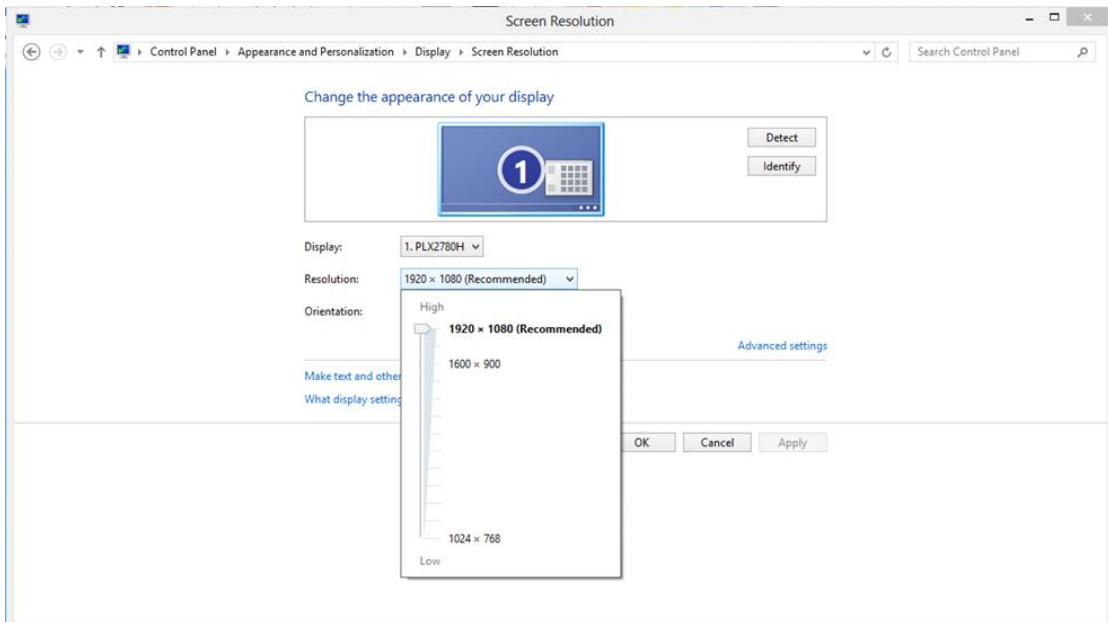 Screen Resolution
Control Panel Appearance and Personalization Display Screen Resolution
Search Control Panel
Change the appearance of your display
1
Detect
Identify
Display: 1. PLX2780H
Resolution: 1920 × 1080 (Recommended)
Orientation:
High
1920 × 1080 (Recommended)
1600 × 900
1024 × 768
Low
Advanced settings
Make text and other
What display setting
OK Cancel Apply